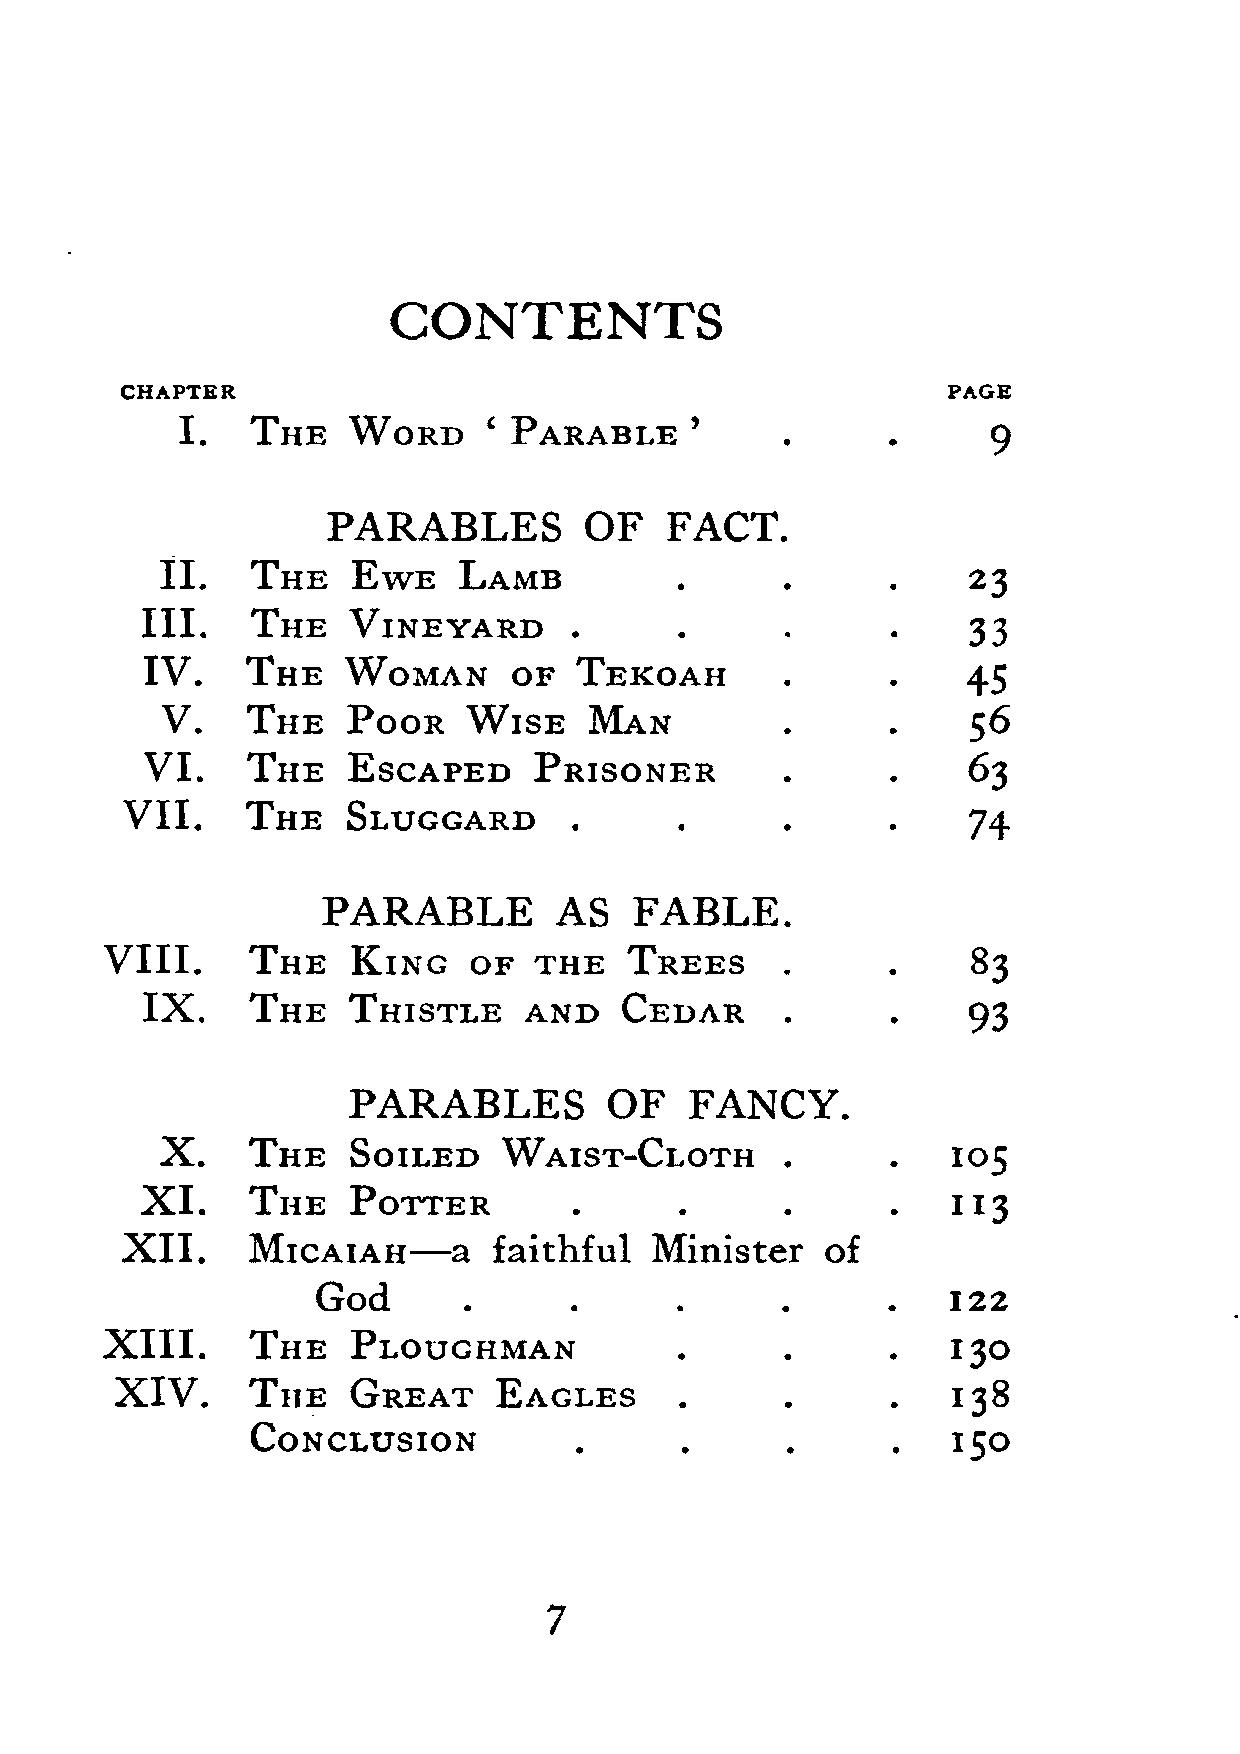 CONTENTS
CHAPTER PAGE
I. The Word ‘Parable’ . . 9
PARABLES OF FACT.
II. The Ewe Lamb . . . 23
III. The Vineyard . . . . 33
IV. The Woman of Tekoah . . 45
V. The Poor Wise Man . . 56
VI. The Escaped Prisoner . . 63
VII. The Sluggard . . . . 74
PARABLE AS FABLE.
VIII. The King of the Trees . . 83
IX. The Thistle and Cedar . . 93
PARABLES OF FANCY.
X. The Soiled Waist-Cloth . . 105
XI. The Potter . . . . 113
XII. Micaiah—a faithful Minister of
God . . . . . 122
XIII. The Ploughman . . . 130
XIV. The Great Eagles . . . 138
Conclusion . . . . 150
7